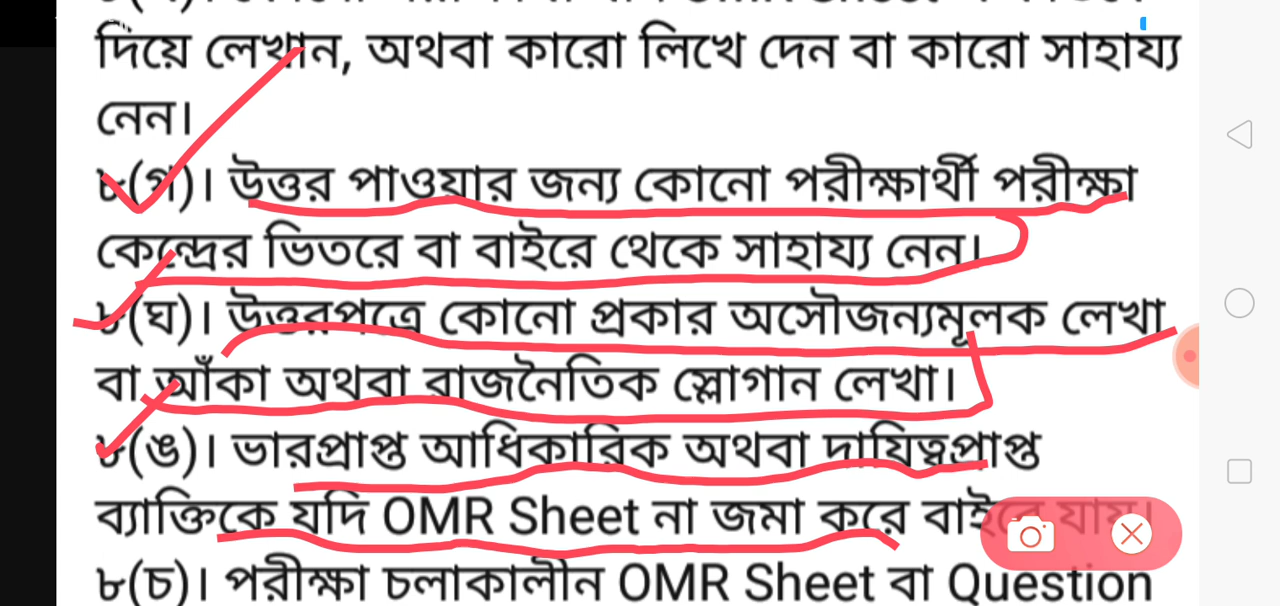 দিয়ে লেখান, অথবা কারো লিখে দেন বা কারো সাহায্য
নেন।
৮(গ)। উত্তর পাওয়ার জন্য কোনো পরীক্ষার্থী পরীক্ষা
কেন্দ্রের ভিতরে বা বাইরে থেকে সাহায্য নেন।
৮(ঘ)। উত্তরপত্রে কোনো প্রকার অসৌজন্যমূলক লেখা
বা আঁকা অথবা রাজনৈতিক স্লোগান লেখা।
৮(ঙ)। ভারপ্রাপ্ত আধিকারিক অথবা দায়িত্বপ্রাপ্ত
ব্যাক্তিকে যদি OMR Sheet না জমা করে বাইরে যায়।
৮(চ)। পরীক্ষা চলাকালীন OMR Sheet বা Question